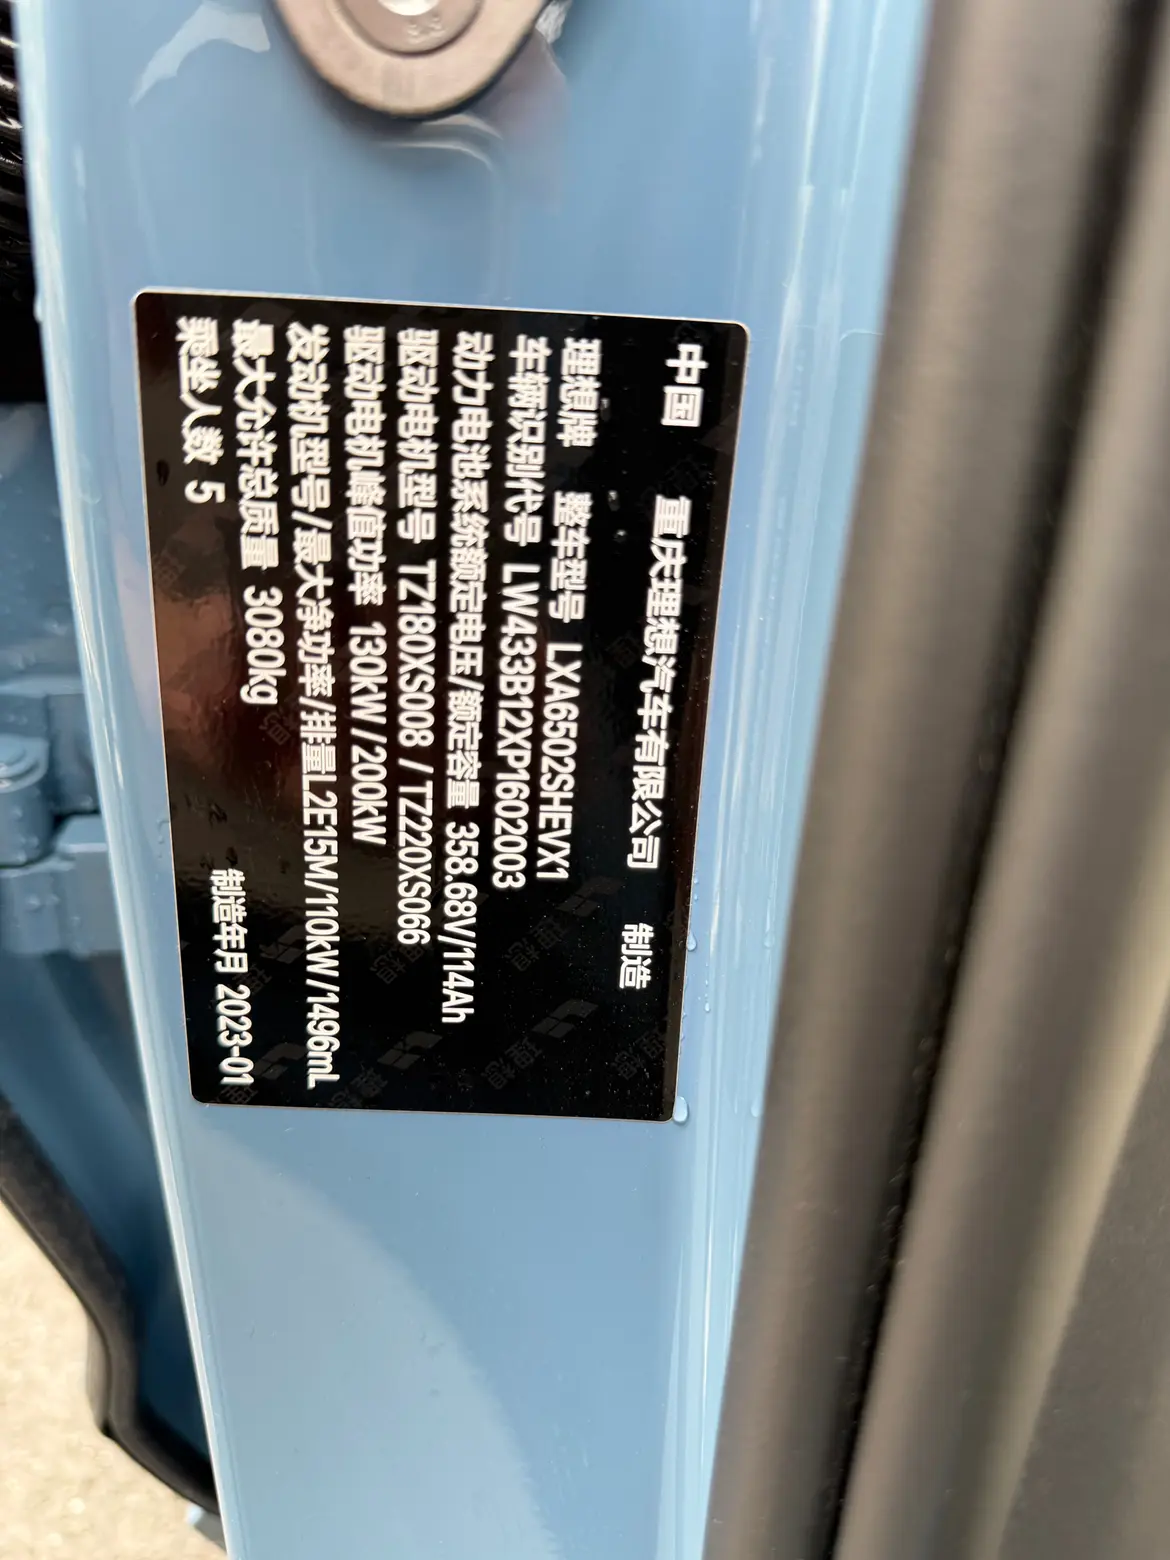 中国 重庆理想汽车有限公司 制造
理想牌 整车型号 LXA6502SHEVX1
车辆识别代号 LW433B12XP1602003
动力电池系统额定电压/额定容量 358.68V/114Ah
驱动电机型号 TZ180XS008 / TZ220XS066
驱动电机峰值功率 130kW / 200kW
发动机型号/最大净功率/排量L2E15M/110kW/1496mL
最大允许总质量 3080kg
乘坐人数 5 制造年月 2023-01